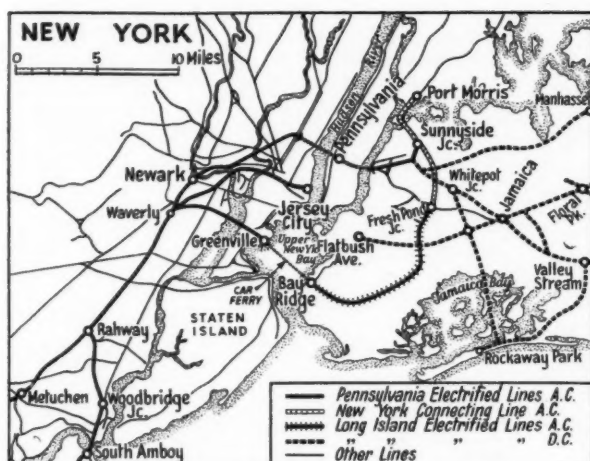 NEW YORK
0 5 10 Miles
Hudson Riv.
Pennsylvania
Port Morris
Manhasset
Sunnyside Jc.
Newark
Whitepot Jc.
Jamaica
Floral Pk.
Waverly
Jersey City
Fresh Pond Jc.
Greenville
Upper New Yk Bay
Flatbush Ave.
Valley Stream
CAR FERRY
Bay Ridge
Jamaica Bay
STATEN ISLAND
Rahway
Rockaway Park
Metuchen
Woodbridge Jc.
South Amboy
Pennsylvania Electrified Lines A.C.
New York Connecting Line A.C.
Long Island Electrified Lines A.C.
" " " " D.C.
Other Lines